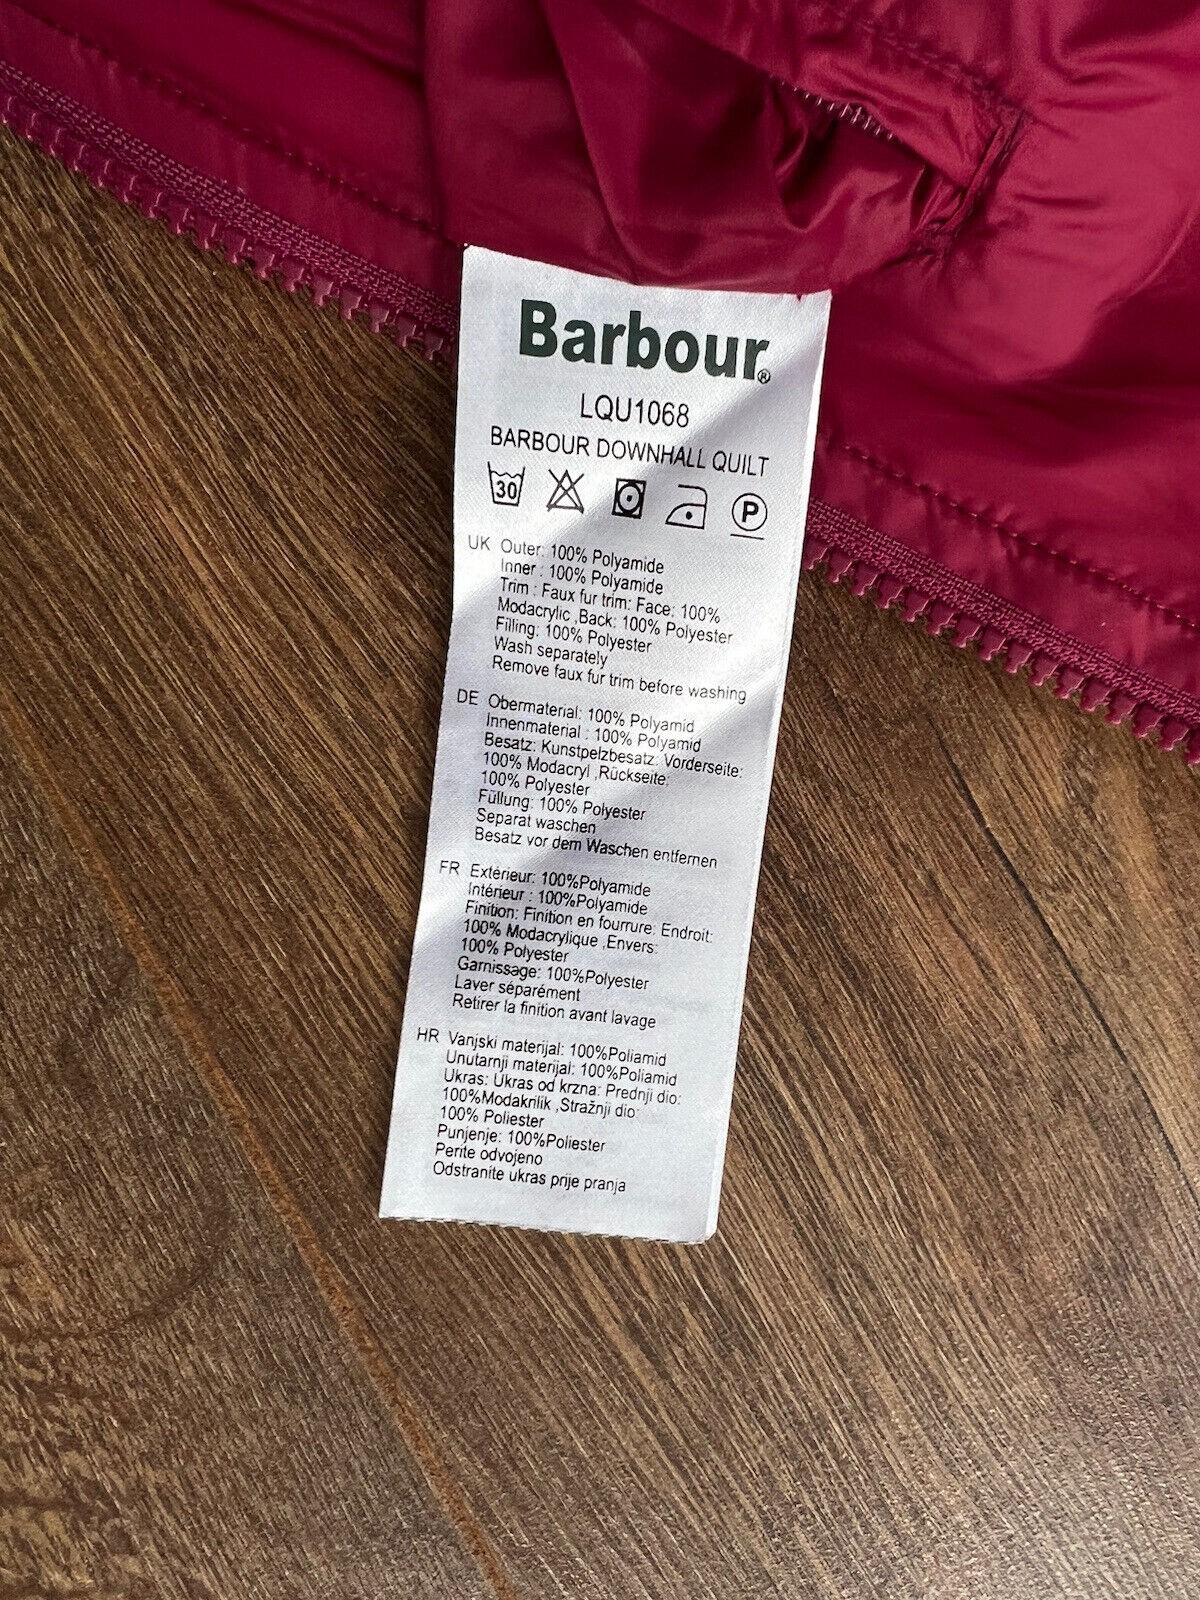 Barbour®
LQU1068
BARBOUR DOWNHALL QUILT
30 P
UK Outer: 100% Polyamide
Inner : 100% Polyamide
Trim : Faux fur trim: Face: 100%
Modacrylic ,Back: 100% Polyester
Filling: 100% Polyester
Wash separately
Remove faux fur trim before washing
DE Obermaterial: 100% Polyamid
Innenmaterial : 100% Polyamid
Besatz: Kunstpelzbesatz: Vorderseite:
100% Modacryl ,Rückseite:
100% Polyester
Füllung: 100% Polyester
Separat waschen
Besatz vor dem Waschen entfernen
FR Extérieur: 100%Polyamide
Intérieur : 100%Polyamide
Finition: Finition en fourrure: Endroit:
100% Modacrylique ,Envers:
100% Polyester
Garnissage: 100%Polyester
Laver séparément
Retirer la finition avant lavage
HR Vanjski materijal: 100%Poliamid
Unutarnji materijal: 100%Poliamid
Ukras: Ukras od krzna: Prednji dio:
100%Modakrilik ,Stražnji dio:
100% Poliester
Punjenje: 100%Poliester
Perite odvojeno
Odstranite ukras prije pranja